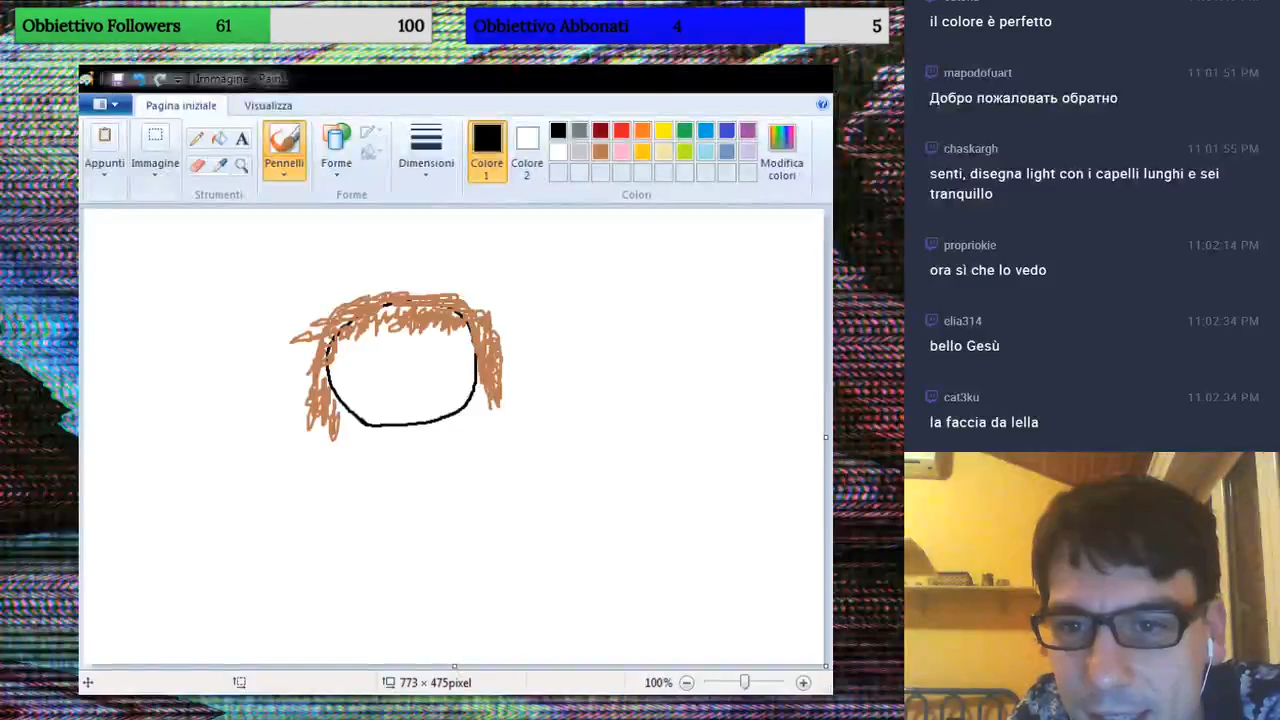 Obbiettivo Followers 61 100
Obbiettivo Abbonati 4 5
Immagine - Pain...
Pagina iniziale Visualizza
Appunti Immagine Pennelli Forme Dimensioni Colore 1 Colore 2 Modifica colori
Strumenti Forme Colori
773 × 475pixel 100%
il colore è perfetto
mapodofuart 11:01:51 PM
Добро пожаловать обратно
chaskargh 11:01:55 PM
senti, disegna light con i capelli lunghi e sei
tranquillo
propriokie 11:02:14 PM
ora sì che lo vedo
elia314 11:02:34 PM
bello Gesù
cat3ku 11:02:34 PM
la faccia da lella